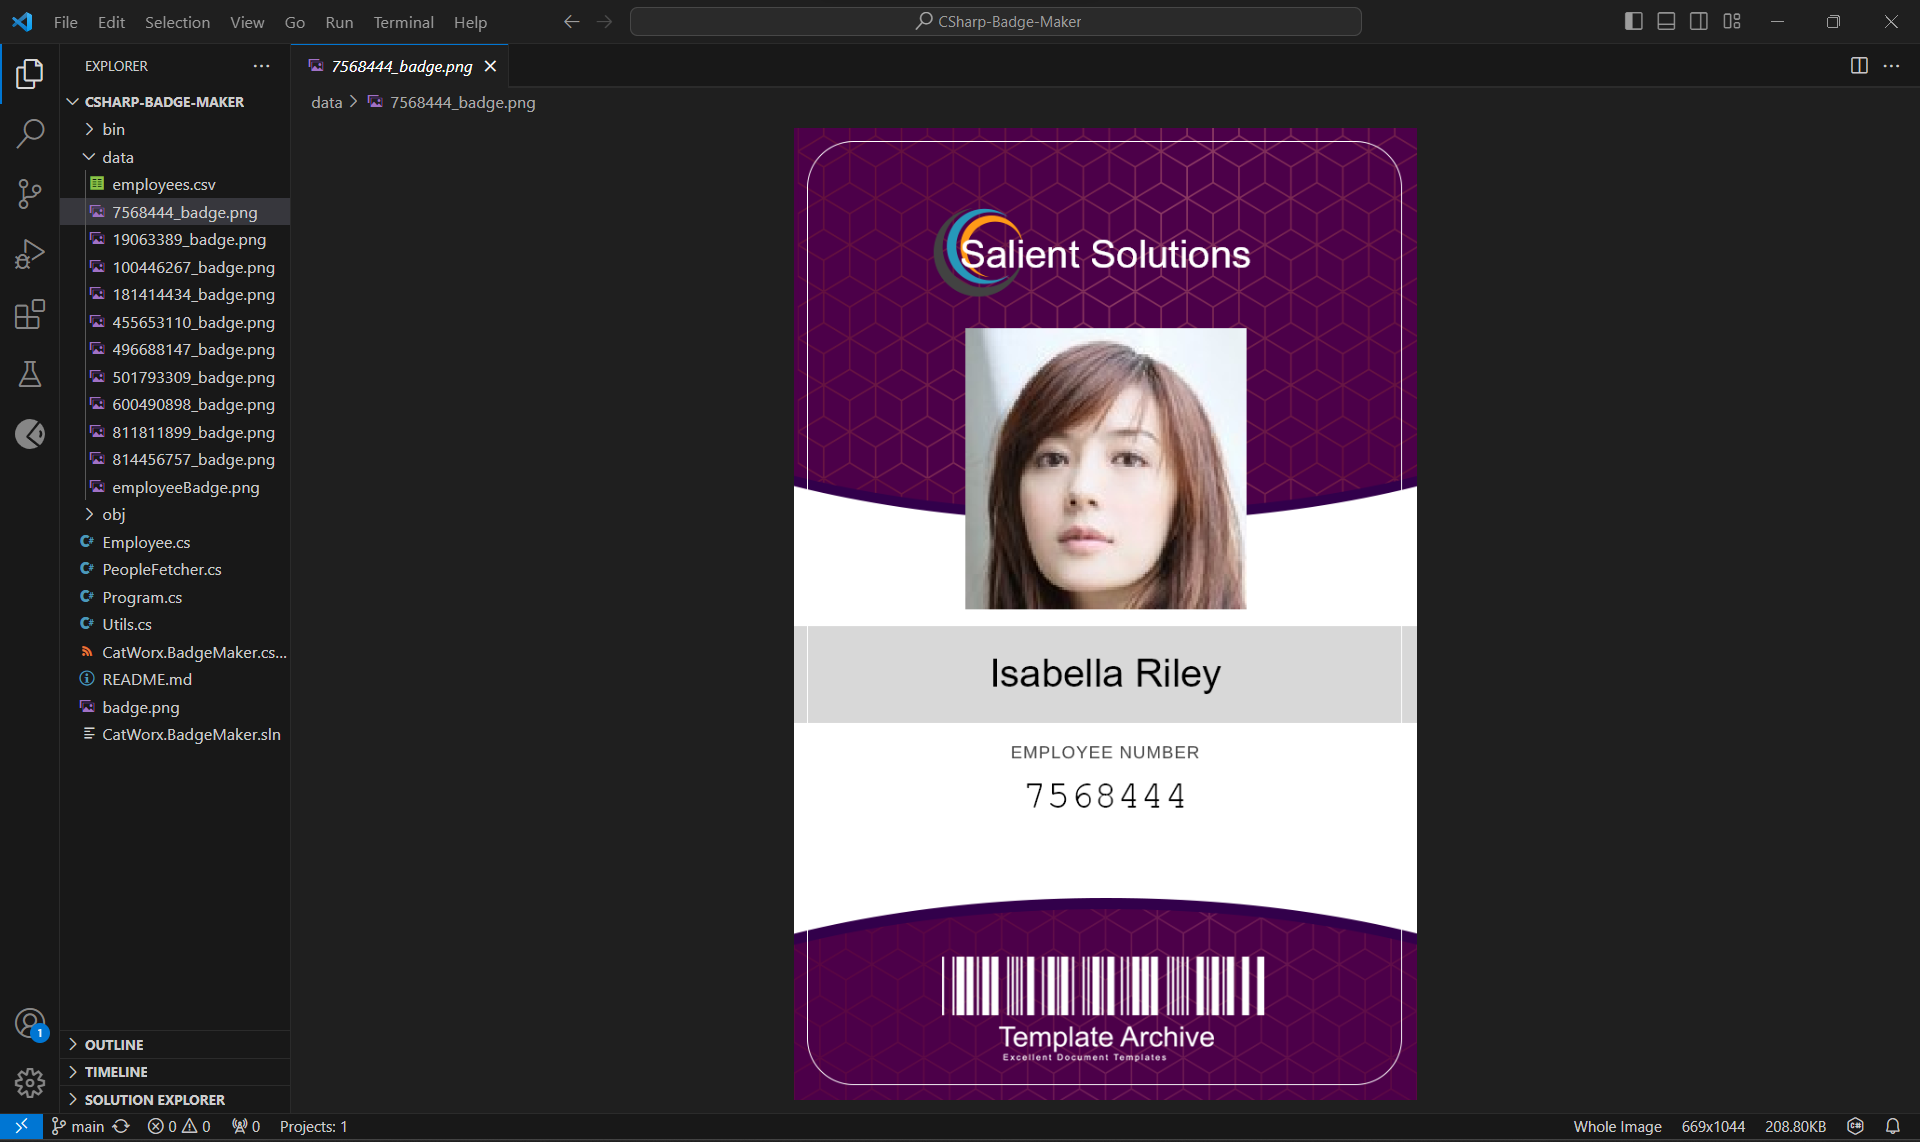 File Edit Selection View Go Run Terminal Help
CSharp-Badge-Maker
EXPLORER
7568444_badge.png
data > 7568444_badge.png
CSHARP-BADGE-MAKER
bin
data
employees.csv
7568444_badge.png
19063389_badge.png
100446267_badge.png
181414434_badge.png
455653110_badge.png
496688147_badge.png
501793309_badge.png
600490898_badge.png
811811899_badge.png
814456757_badge.png
employeeBadge.png
obj
Employee.cs
PeopleFetcher.cs
Program.cs
Utils.cs
CatWorx.BadgeMaker.cs...
README.md
badge.png
CatWorx.BadgeMaker.sln
Salient Solutions
Isabella Riley
EMPLOYEE NUMBER
7568444
Template Archive
Excellent Document Templates
1
OUTLINE
TIMELINE
SOLUTION EXPLORER
main 0 0 0 Projects: 1
Whole Image 669x1044 208.80KB